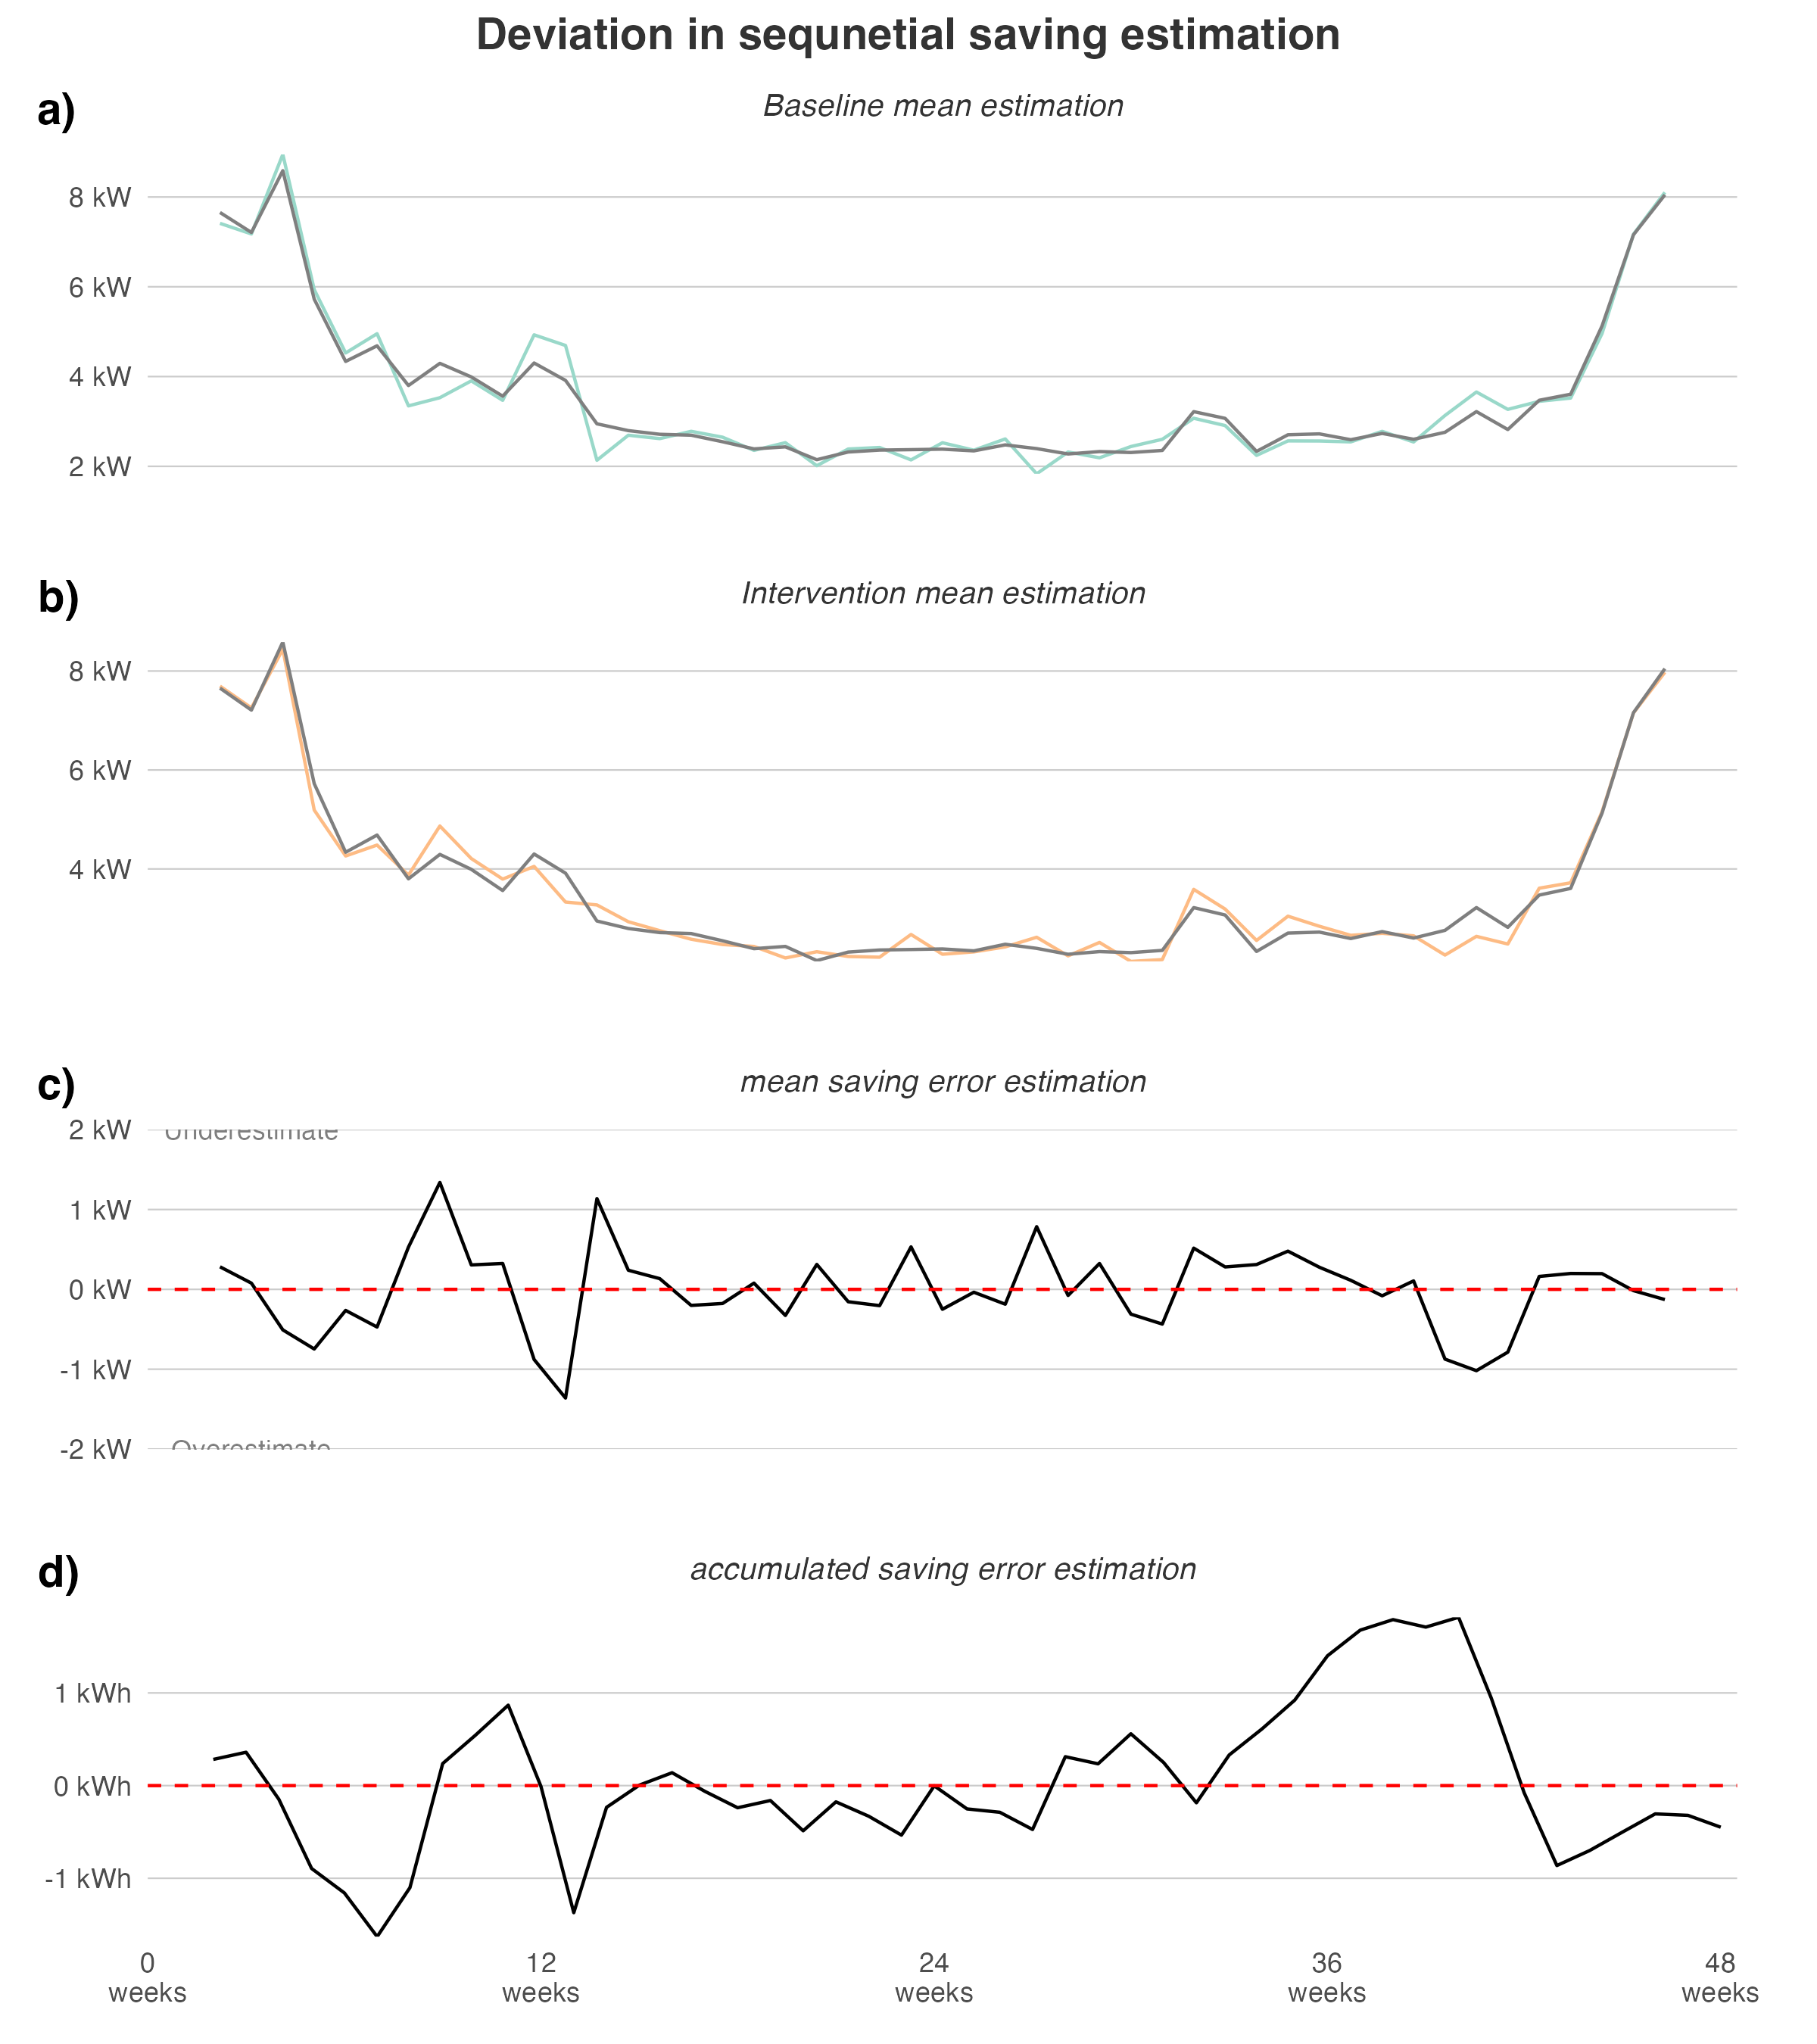 Deviation in sequnetial saving estimation
a)
Baseline mean estimation
8 kW
6 kW
4 kW
2 kW
b)
Intervention mean estimation
8 kW
6 kW
4 kW
c)
mean saving error estimation
2 kW
Underestimate
1 kW
0 kW
-1 kW
-2 kW
Overestimate
d)
accumulated saving error estimation
1 kWh
0 kWh
-1 kWh
0 12 24 36 48
weeks weeks weeks weeks weeks